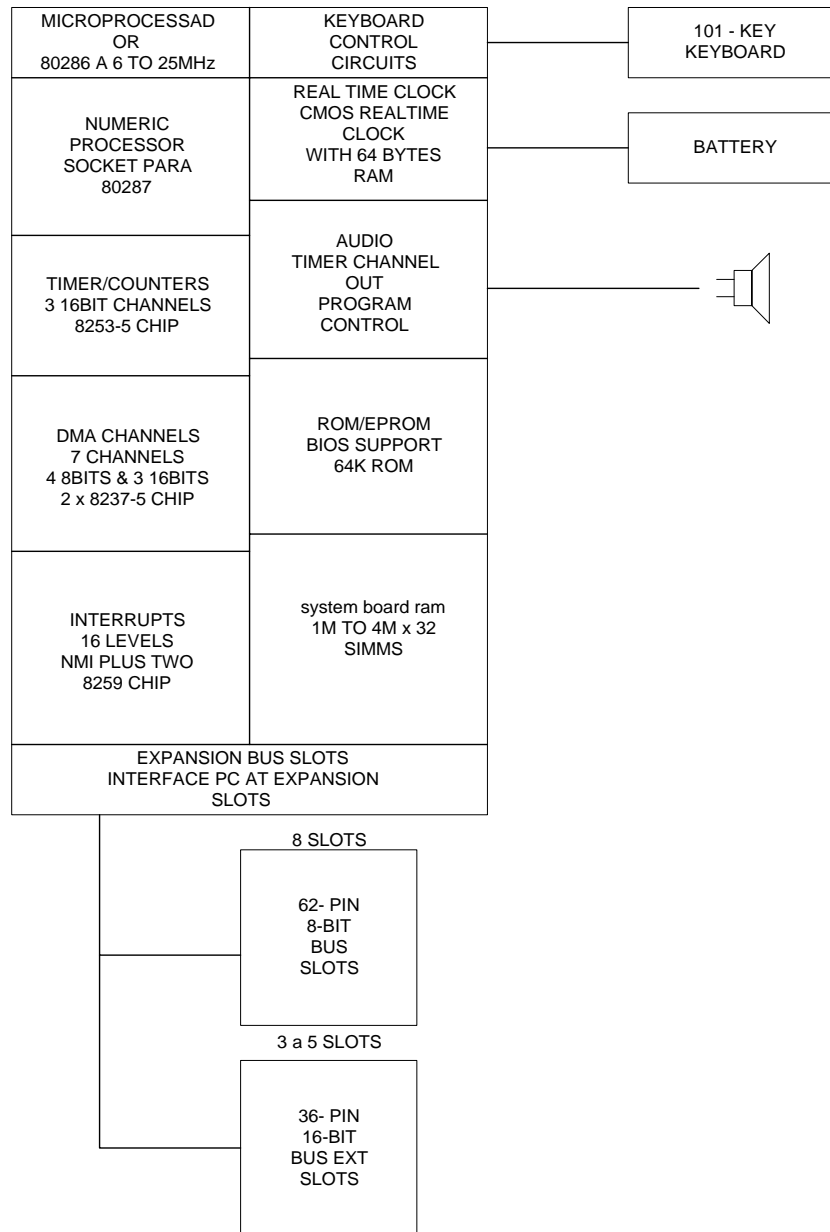 MICROPROCESSAD
OR
80286 A 6 TO 25MHz
KEYBOARD
CONTROL
CIRCUITS
101 - KEY
KEYBOARD
NUMERIC
PROCESSOR
SOCKET PARA
80287
REAL TIME CLOCK
CMOS REALTIME
CLOCK
WITH 64 BYTES
RAM
BATTERY
TIMER/COUNTERS
3 16BIT CHANNELS
8253-5 CHIP
AUDIO
TIMER CHANNEL
OUT
PROGRAM
CONTROL
DMA CHANNELS
7 CHANNELS
4 8BITS & 3 16BITS
2 x 8237-5 CHIP
ROM/EPROM
BIOS SUPPORT
64K ROM
INTERRUPTS
16 LEVELS
NMI PLUS TWO
8259 CHIP
system board ram
1M TO 4M x 32
SIMMS
EXPANSION BUS SLOTS
INTERFACE PC AT EXPANSION
SLOTS
8 SLOTS
62- PIN
8-BIT
BUS
SLOTS
3 a 5 SLOTS
36- PIN
16-BIT
BUS EXT
SLOTS